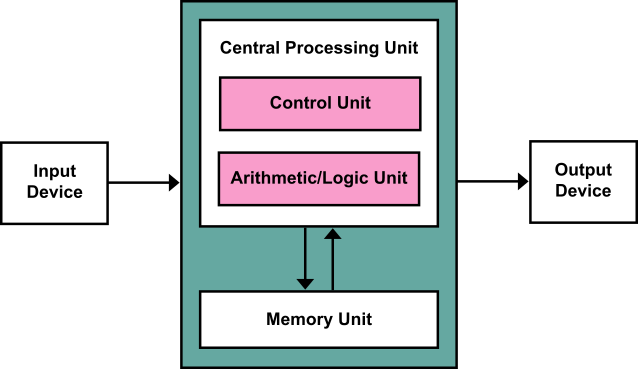 Central Processing Unit
Control Unit
Arithmetic/Logic Unit
Input
Device
Output
Device
Memory Unit